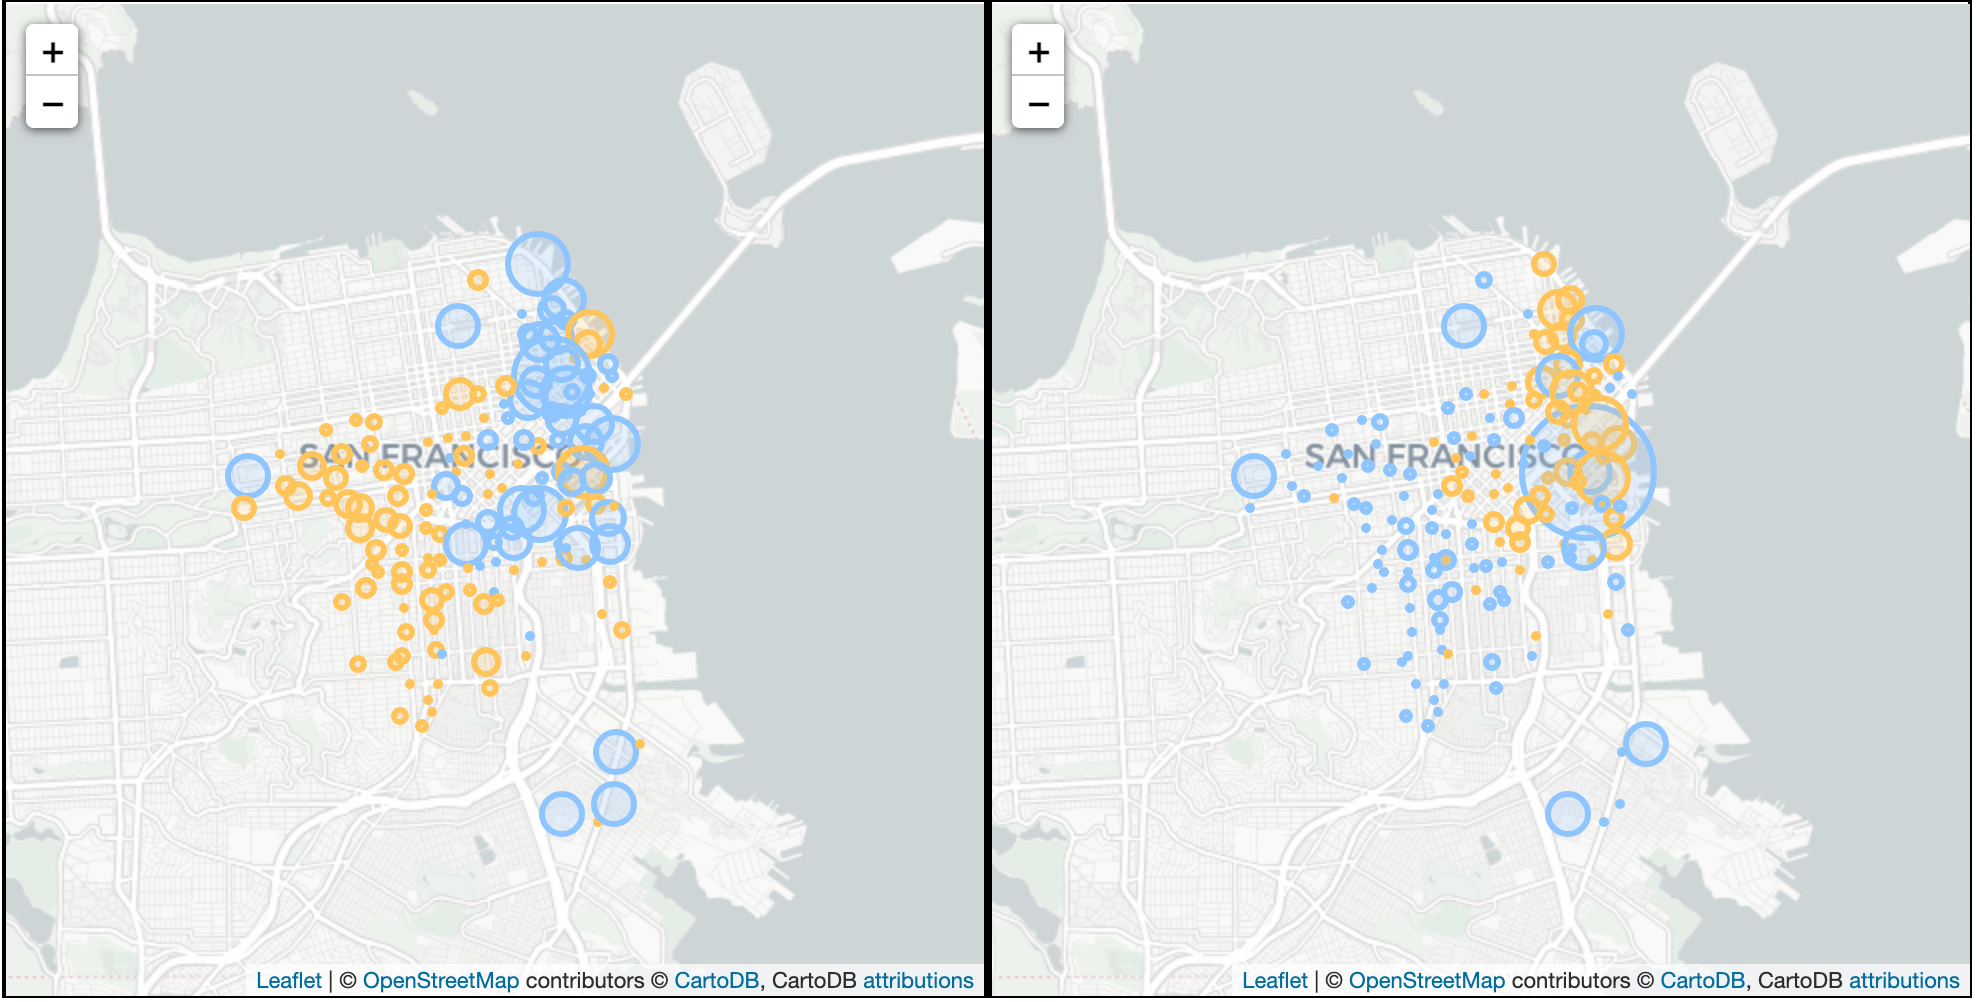 +
−
SAN FRANCISCO
Leaflet | © OpenStreetMap contributors © CartoDB, CartoDB attributions
+
−
SAN FRANCISCO
Leaflet | © OpenStreetMap contributors © CartoDB, CartoDB attributions